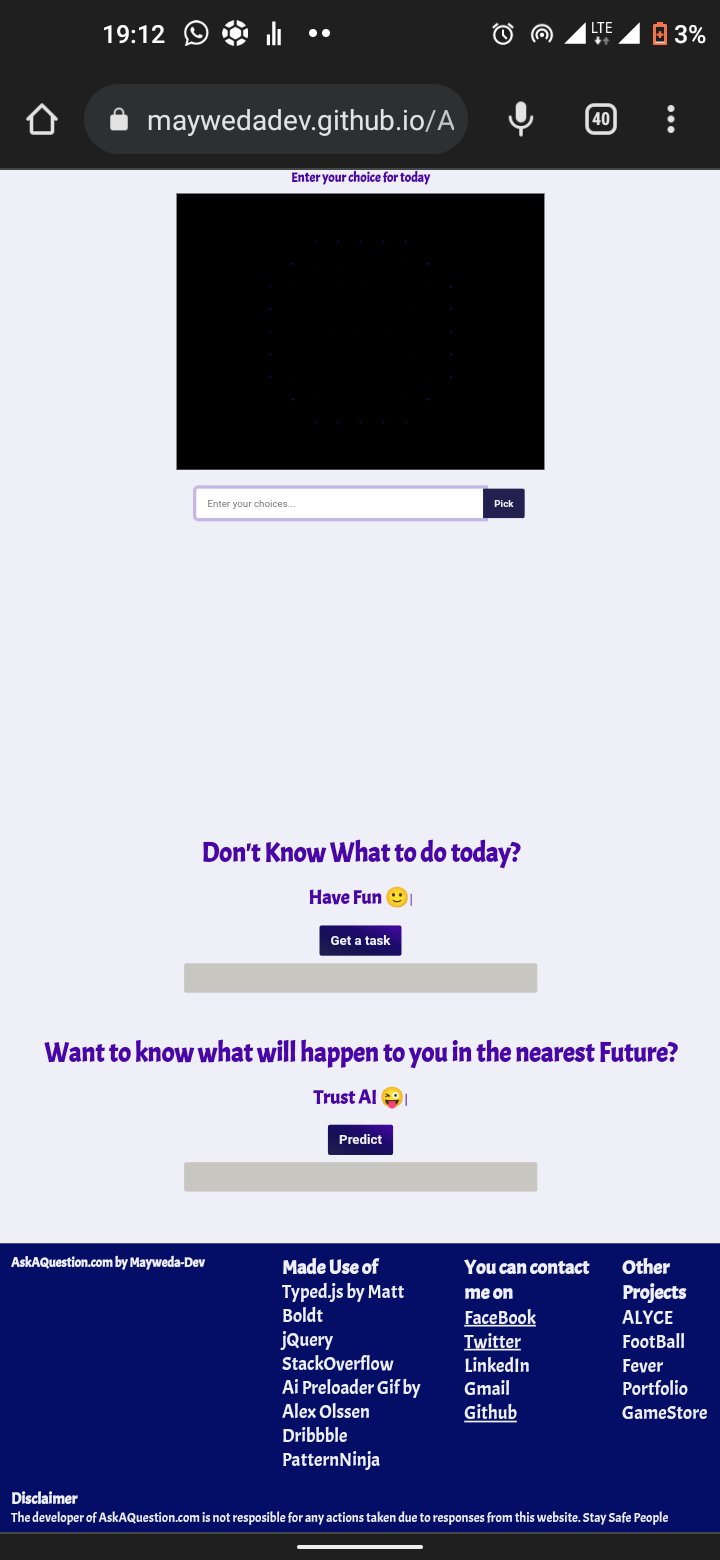 19:12
LTE
3%
maywedadev.github.io/A
40
Enter your choice for today
Enter your choices...
Pick
Don't Know What to do today?
Have Fun 🙂|
Get a task
Want to know what will happen to you in the nearest Future?
Trust AI 😜|
Predict
AskAQuestion.com by Mayweda-Dev
Made Use of
Typed.js by Matt
Boldt
jQuery
StackOverflow
Ai Preloader Gif by
Alex Olssen
Dribbble
PatternNinja
You can contact
me on
FaceBook
Twitter
LinkedIn
Gmail
Github
Other
Projects
ALYCE
FootBall
Fever
Portfolio
GameStore
Disclaimer
The developer of AskAQuestion.com is not resposible for any actions taken due to responses from this website. Stay Safe People